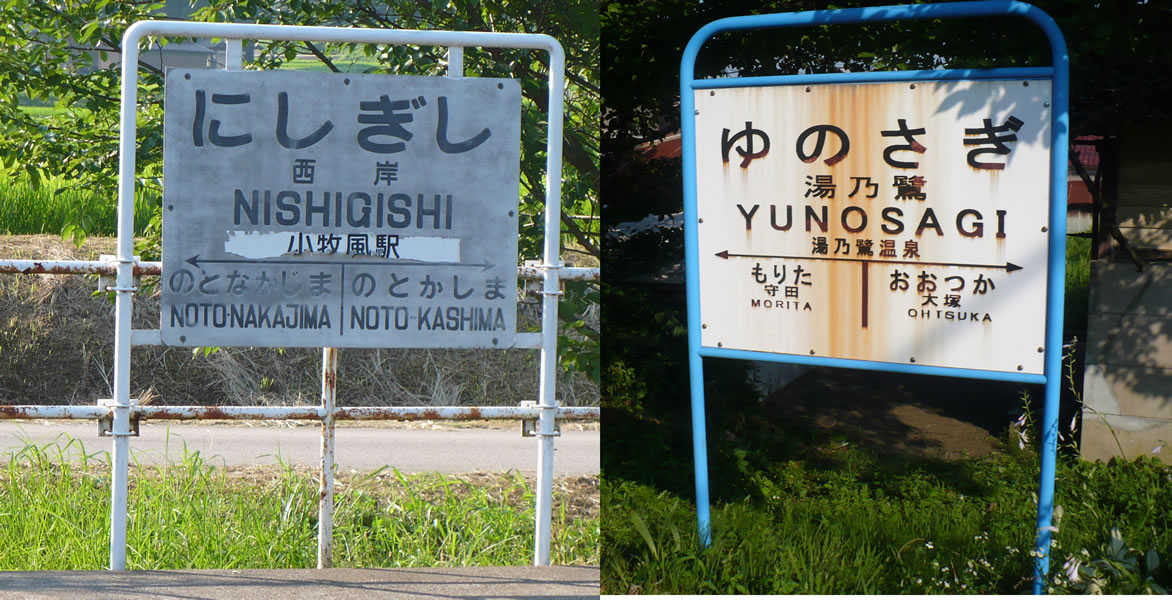 にしぎし
西岸
NISHIGISHI
小牧風駅
のとなかじま のとかしま
NOTO-NAKAJIMA NOTO-KASHIMA
ゆのさぎ
湯乃鷺
YUNOSAGI
湯乃鷺温泉
もりた おおつか
守田 大塚
MORITA OHTSUKA